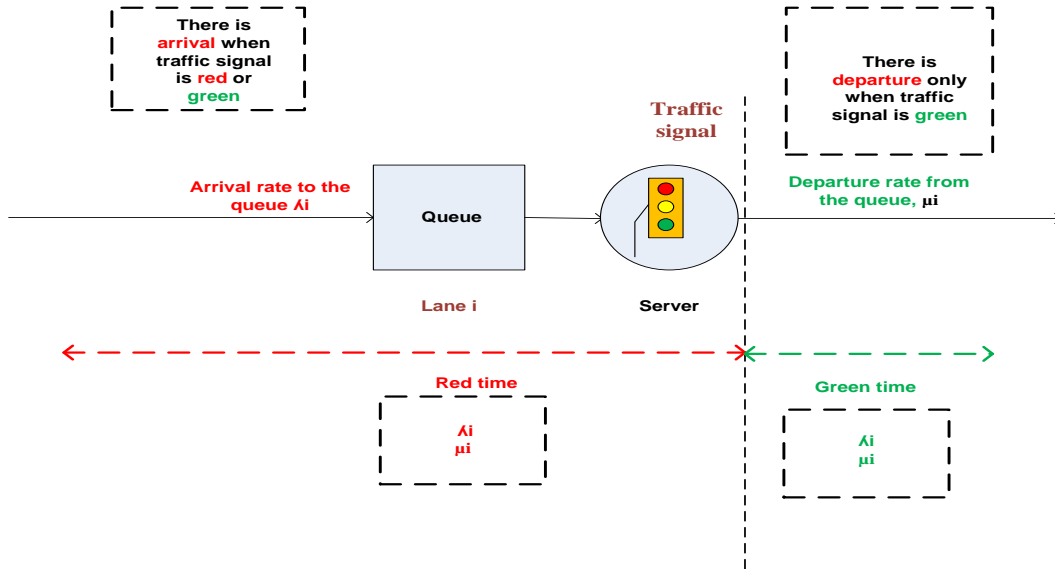 There is
arrival when
traffic signal
is red or
green
There is
departure only
when traffic
signal is green
Traffic
signal
Arrival rate to the
queue ʎi
Queue
Departure rate from
the queue, µi
Lane i
Server
Red time
Green time
ʎi
µi
ʎi
µi